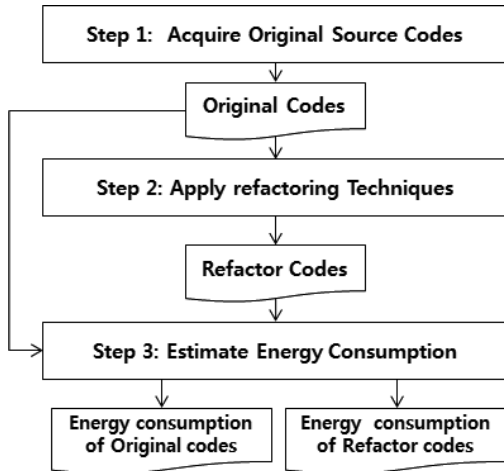 Step 1: Acquire Original Source Codes
Original Codes
Step 2: Apply refactoring Techniques
Refactor Codes
Step 3: Estimate Energy Consumption
Energy consumption
of Original codes
Energy consumption
of Refactor codes